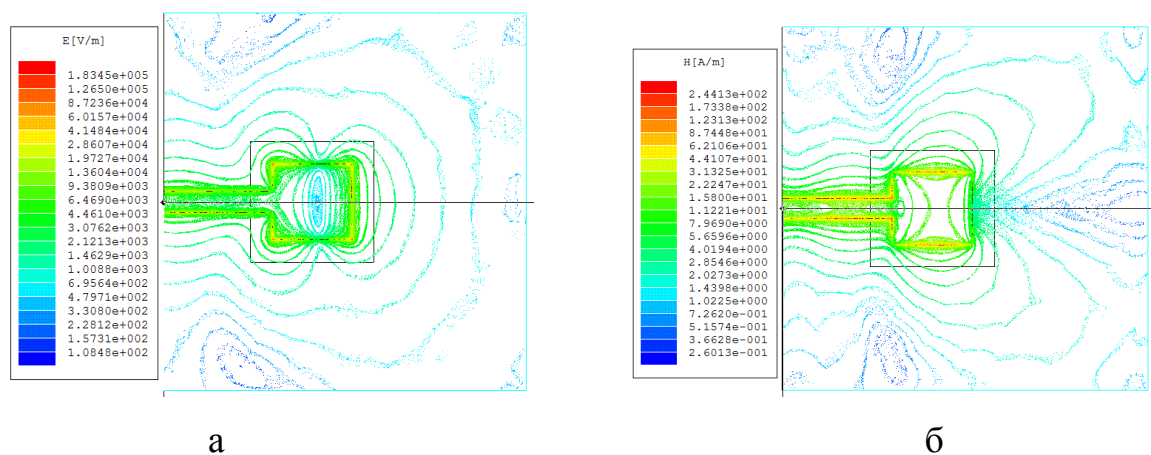 E[V/m]
1.8345e+005
1.2650e+005
8.7236e+004
6.0157e+004
4.1484e+004
2.8607e+004
1.9727e+004
1.3604e+004
9.3809e+003
6.4690e+003
4.4610e+003
3.0762e+003
2.1213e+003
1.4629e+003
1.0088e+003
6.9564e+002
4.7971e+002
3.3080e+002
2.2812e+002
1.5731e+002
1.0848e+002
H[A/m]
2.4413e+002
1.7338e+002
1.2313e+002
8.7448e+001
6.2106e+001
4.4107e+001
3.1325e+001
2.2247e+001
1.5800e+001
1.1221e+001
7.9690e+000
5.6596e+000
4.0194e+000
2.8546e+000
2.0273e+000
1.4398e+000
1.0225e+000
7.2620e-001
5.1574e-001
3.6628e-001
2.6013e-001
а
б